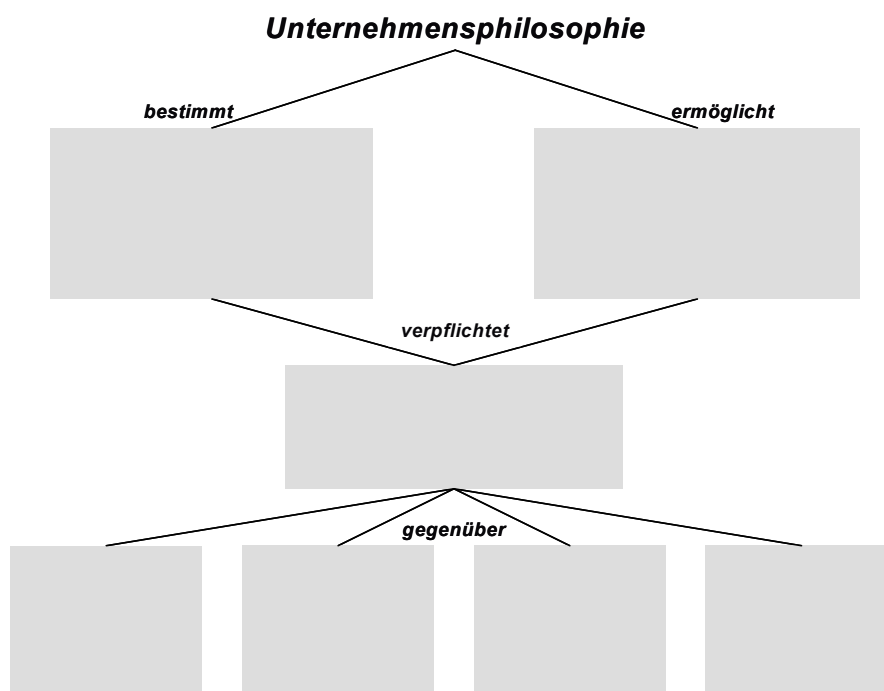 Unternehmensphilosophie
bestimmt
ermöglicht
verpflichtet
gegenüber